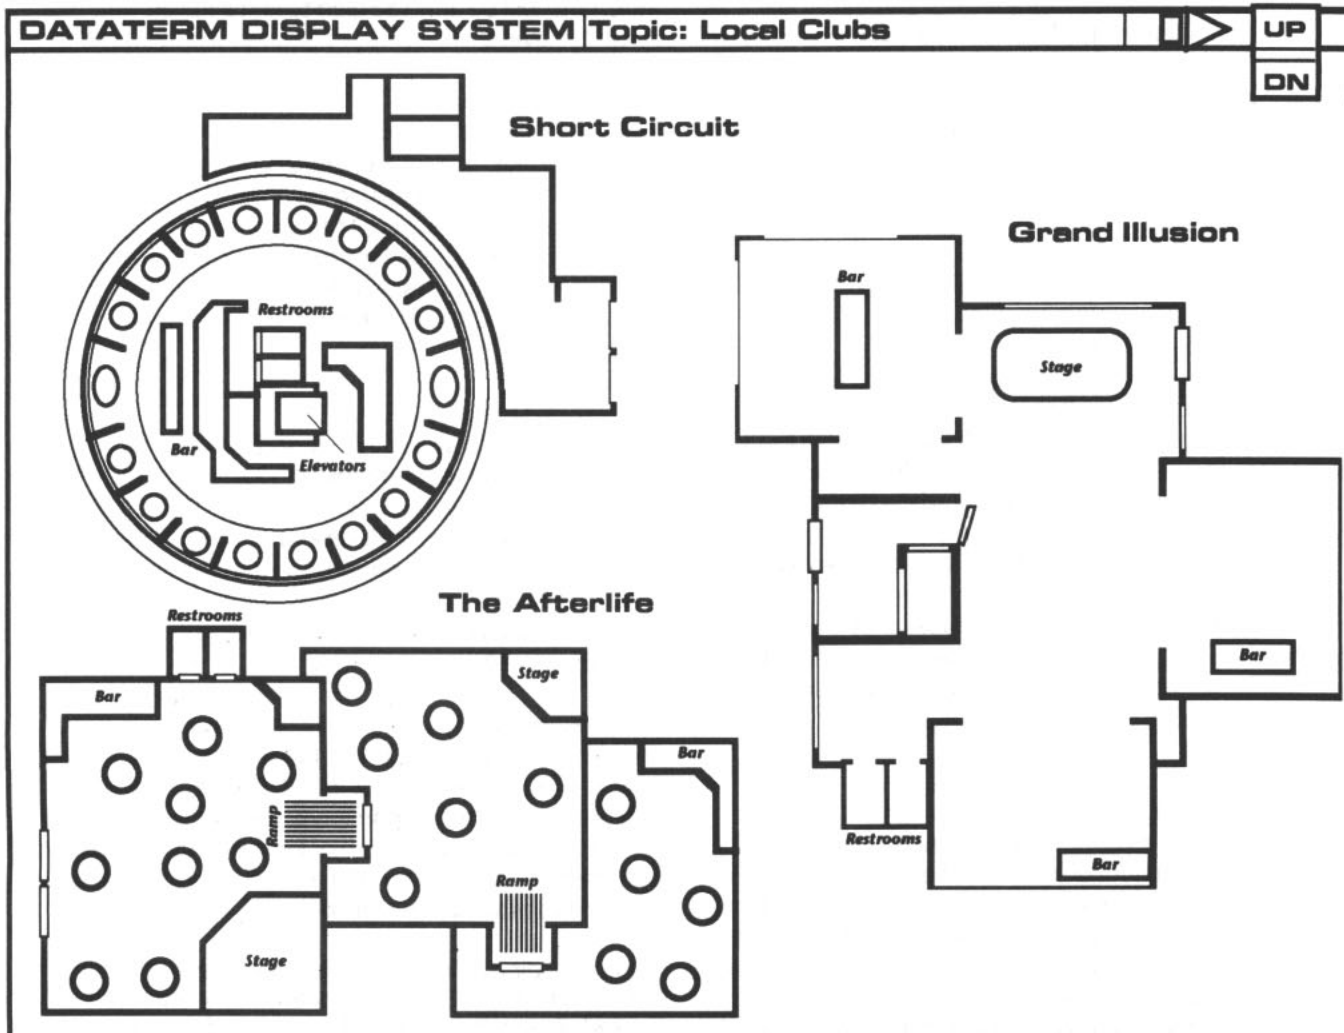 DATATERM DISPLAY SYSTEM Topic: Local Clubs
UP
DN
Short Circuit
Restrooms
Bar
Elevators
Grand Illusion
Bar
Stage
Bar
Restrooms
Bar
The Afterlife
Restrooms
Bar
Stage
Bar
Ramp
Ramp
Stage